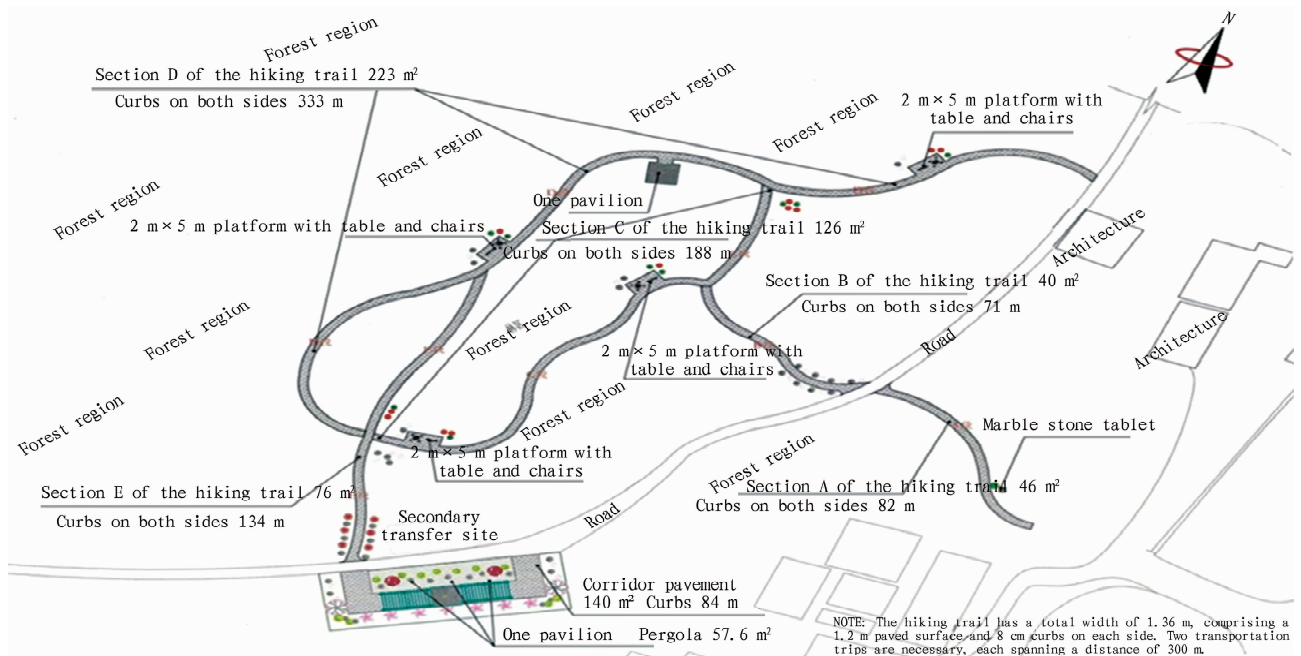 N
Forest region
Section D of the hiking trail 223 m²
Curbs on both sides 333 m
Forest region
2 m × 5 m platform with
table and chairs
Forest region
Forest region
Forest region
One pavilion
2 m × 5 m platform with table and chairs
Section C of the hiking trail 126 m²
Curbs on both sides 188 m
Architecture
Section B of the hiking trail 40 m²
Curbs on both sides 71 m
Forest region
Forest region
2 m × 5 m platform with
table and chairs
Road
Architecture
Forest region
Forest region
Marble stone tablet
2 m × 5 m platform with
table and chairs
Forest region
Section A of the hiking trail 46 m²
Curbs on both sides 82 m
Section E of the hiking trail 76 m²
Curbs on both sides 134 m
Secondary
transfer site
Road
Corridor pavement
140 m² Curbs 84 m
One pavilion Pergola 57.6 m²
NOTE: The hiking trail has a total width of 1.36 m, comprising a
1.2 m paved surface and 8 cm curbs on each side. Two transportation
trips are necessary, each spanning a distance of 300 m.